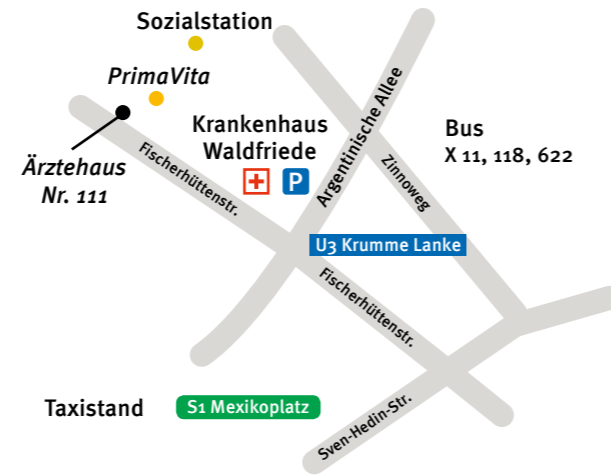 Sozialstation
PrimaVita
Ärztehaus
Nr. 111
Krankenhaus
Waldfriede
P
Fischerhüttenstr.
Argentinische Allee
Zinnoweg
Bus
X 11, 118, 622
U3 Krumme Lanke
Fischerhüttenstr.
Taxistand
S1 Mexikoplatz
Sven-Hedin-Str.